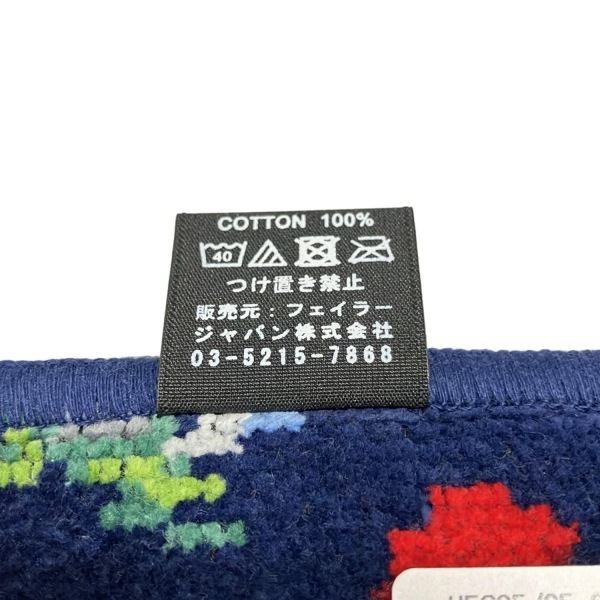 COTTON 100%
40
つけ置き禁止
販売元：フェイラー
ジャパン株式会社
03-5215-7868